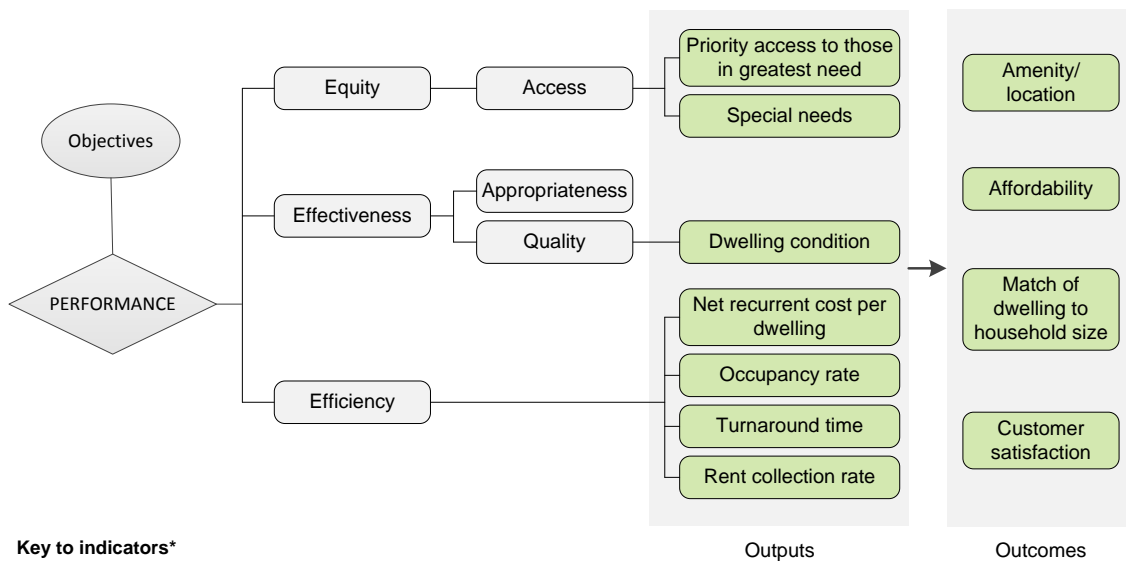 Objectives
PERFORMANCE
Equity
Effectiveness
Efficiency
Access
Appropriateness
Quality
Priority access to those
in greatest need
Special needs
Dwelling condition
Net recurrent cost per
dwelling
Occupancy rate
Turnaround time
Rent collection rate
Amenity/
location
Affordability
Match of
dwelling to
household size
Customer
satisfaction
Key to indicators*
Outputs
Outcomes